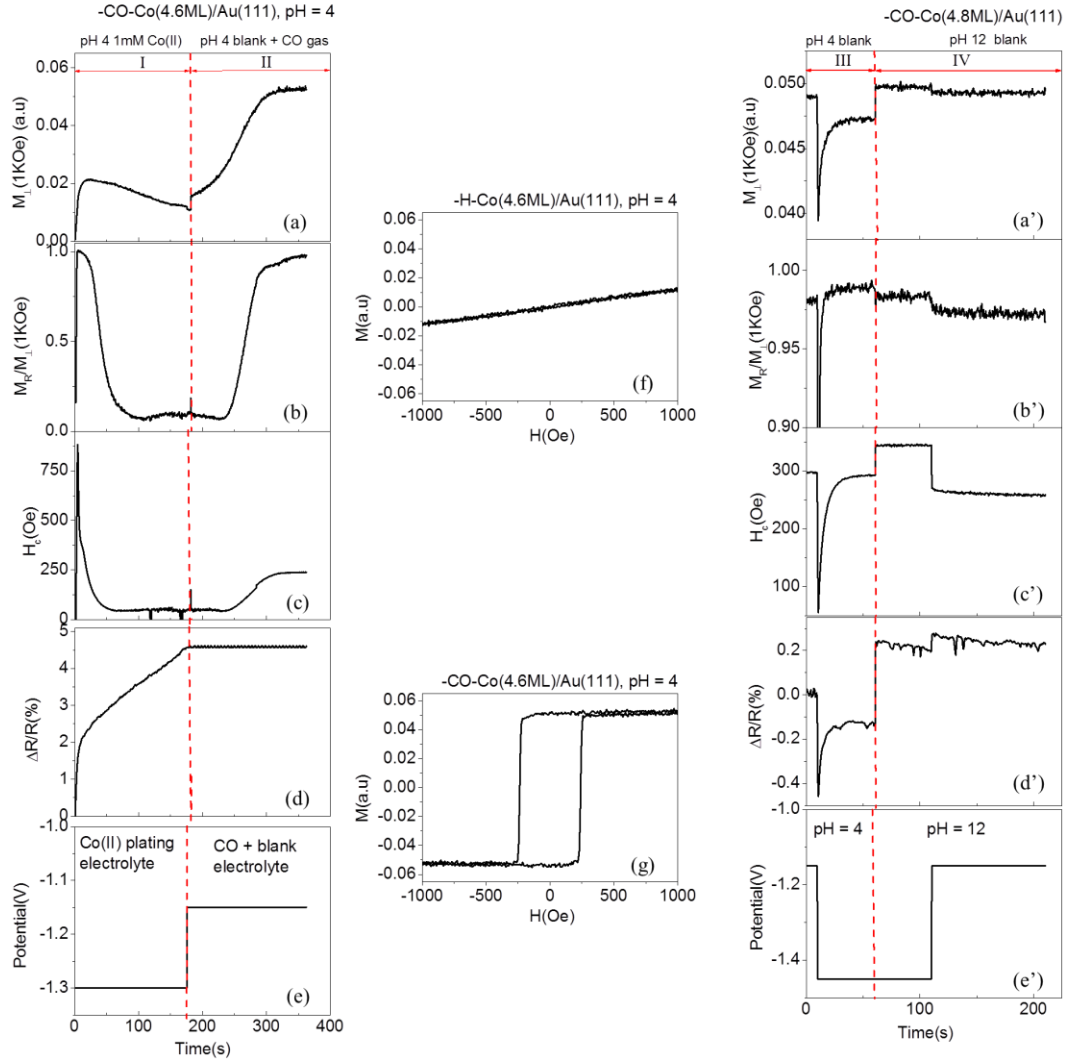 -CO-Co(4.6ML)/Au(111), pH = 4
pH 4 1mM Co(II)
pH 4 blank + CO gas
I
II
0.06
0.04
0.02
0.00
M⊥(1KOe) (a.u)
(a)
1.0
0.5
0.0
M_R/M⊥(1KOe)
(b)
750
500
250
0
H_c(Oe)
(c)
5
4
3
2
1
0
ΔR/R(%)
(d)
-1.0
-1.1
-1.2
-1.3
Potential(V)
Co(II) plating
electrolyte
CO + blank
electrolyte
(e)
0
100
200
300
400
Time(s)
-H-Co(4.6ML)/Au(111), pH = 4
0.06
0.04
0.02
0.00
-0.02
-0.04
-0.06
M(a.u)
(f)
-1000
-500
0
500
1000
H(Oe)
-CO-Co(4.6ML)/Au(111), pH = 4
0.06
0.04
0.02
0.00
-0.02
-0.04
-0.06
M(a.u)
(g)
-1000
-500
0
500
1000
H(Oe)
-CO-Co(4.8ML)/Au(111)
pH 4 blank
pH 12 blank
III
IV
0.050
0.045
0.040
M⊥(1KOe)(a.u)
(a')
1.00
0.95
0.90
M_R/M⊥(1KOe)
(b')
300
200
100
H_c(Oe)
(c')
0.2
0.0
-0.2
-0.4
ΔR/R(%)
(d')
-1.0
-1.2
-1.4
Potential(V)
pH = 4
pH = 12
(e')
0
100
200
Time(s)